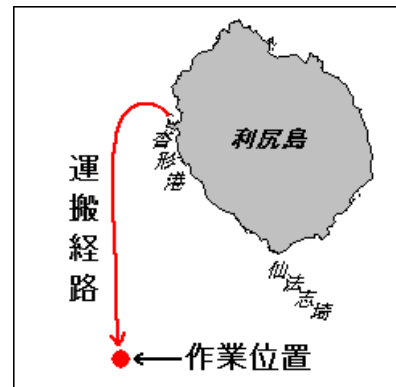 利尻島
沓形港
運搬経路
仙法志埼
作業位置